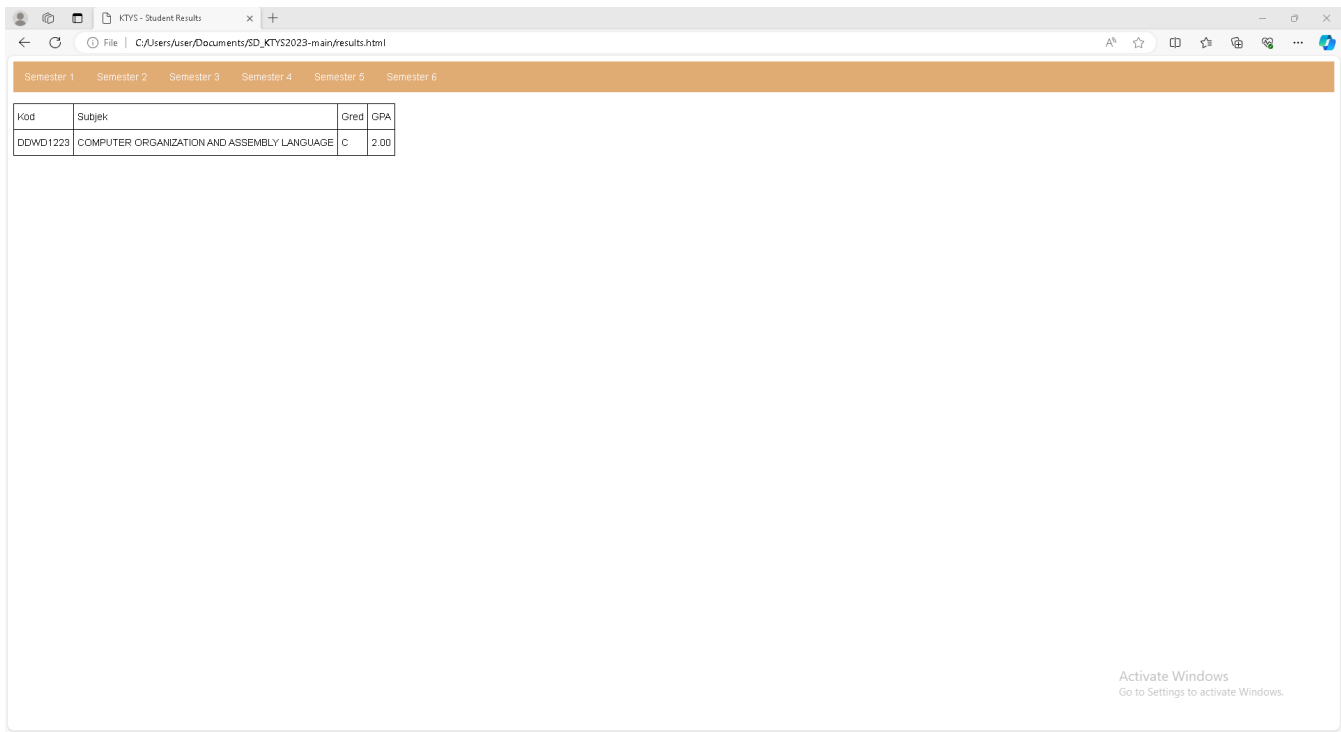 KTYS - Student Results
File | C:/Users/user/Documents/SD_KTYS2023-main/results.html
Semester 1 Semester 2 Semester 3 Semester 4 Semester 5 Semester 6
Kod Subjek Gred GPA
DDWD1223 COMPUTER ORGANIZATION AND ASSEMBLY LANGUAGE C 2.00
Activate Windows
Go to Settings to activate Windows.